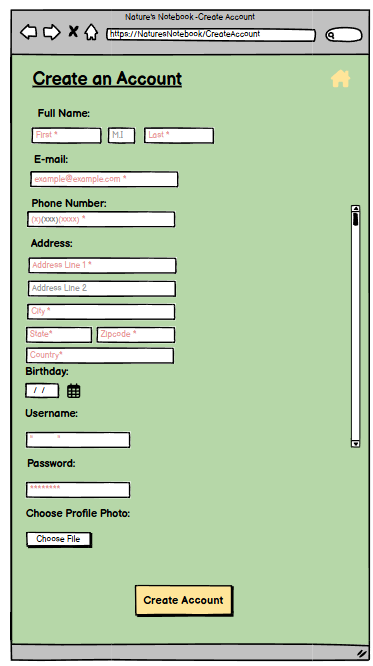 Nature's Notebook -Create Account
https://NaturesNotebook/CreateAccount
Create an Account
Full Name:
First * M.I Last *
E-mail:
example@example.com *
Phone Number:
(x)(xxx)(xxxx) *
Address:
Address Line 1 *
Address Line 2
City *
State* Zipcode *
Country*
Birthday:
/ /
Username:
* *
Password:
********
Choose Profile Photo:
Choose File
Create Account